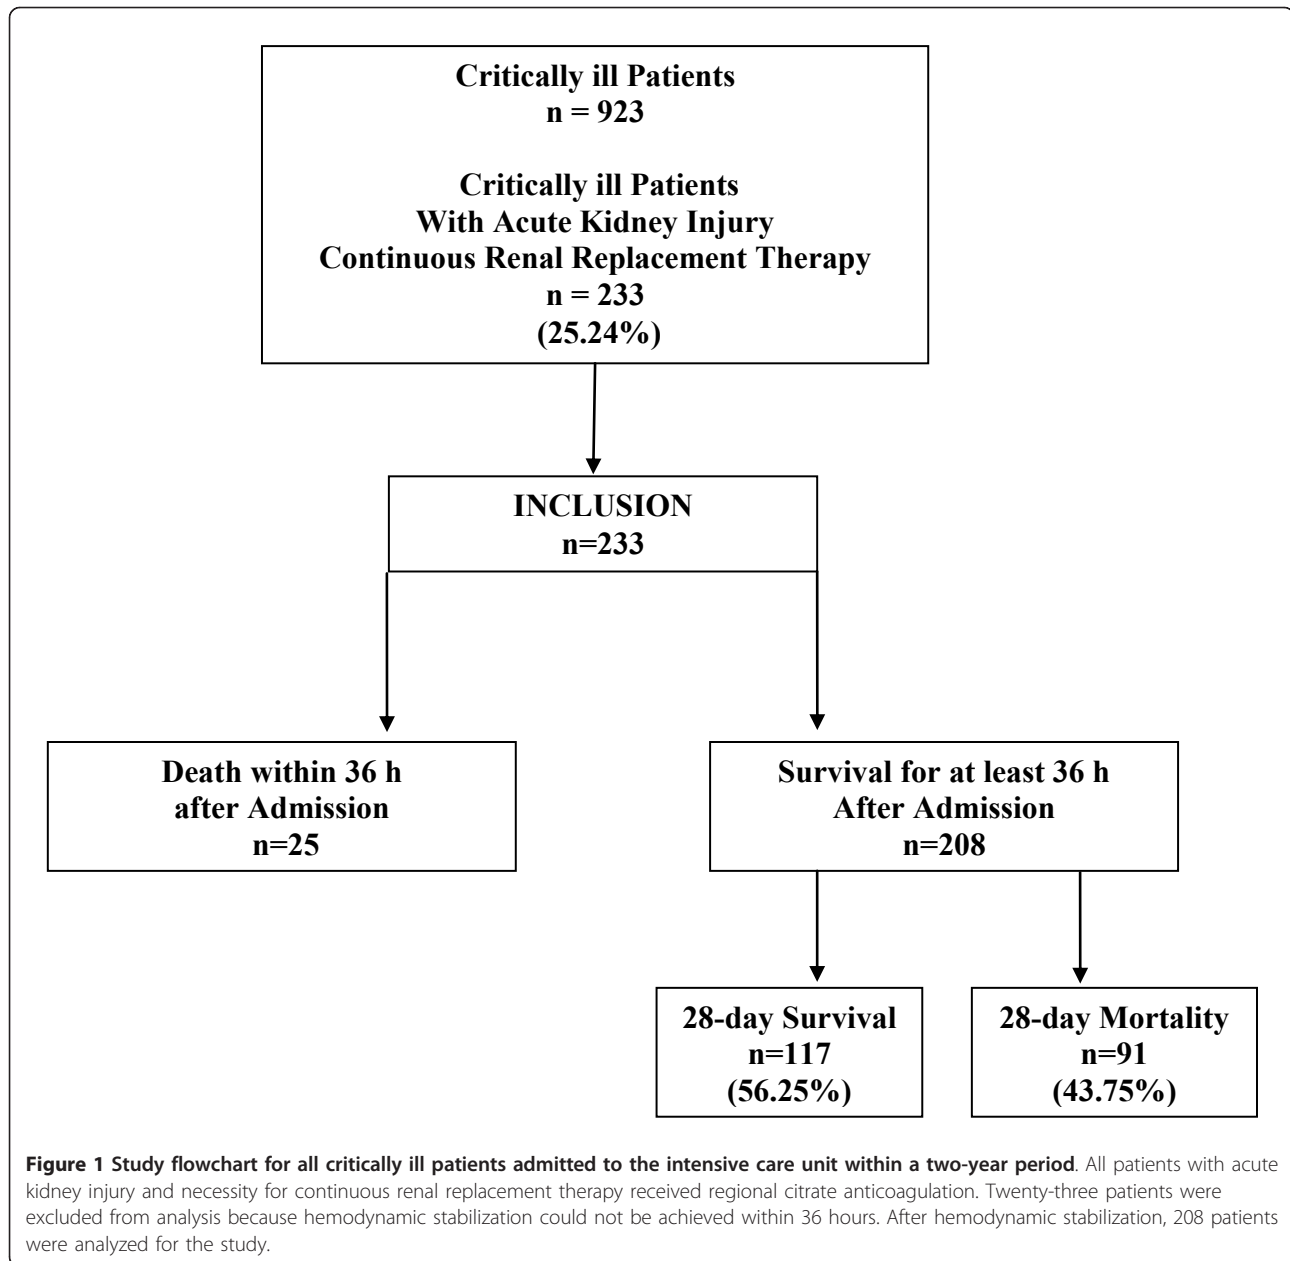 Critically ill Patients
n = 923
Critically ill Patients
With Acute Kidney Injury
Continuous Renal Replacement Therapy
n = 233
(25.24%)
INCLUSION
n=233
Death within 36 h
after Admission
n=25
Survival for at least 36 h
After Admission
n=208
28-day Survival
n=117
(56.25%)
28-day Mortality
n=91
(43.75%)
Figure 1 Study flowchart for all critically ill patients admitted to the intensive care unit within a two-year period. All patients with acute
kidney injury and necessity for continuous renal replacement therapy received regional citrate anticoagulation. Twenty-three patients were
excluded from analysis because hemodynamic stabilization could not be achieved within 36 hours. After hemodynamic stabilization, 208 patients
were analyzed for the study.